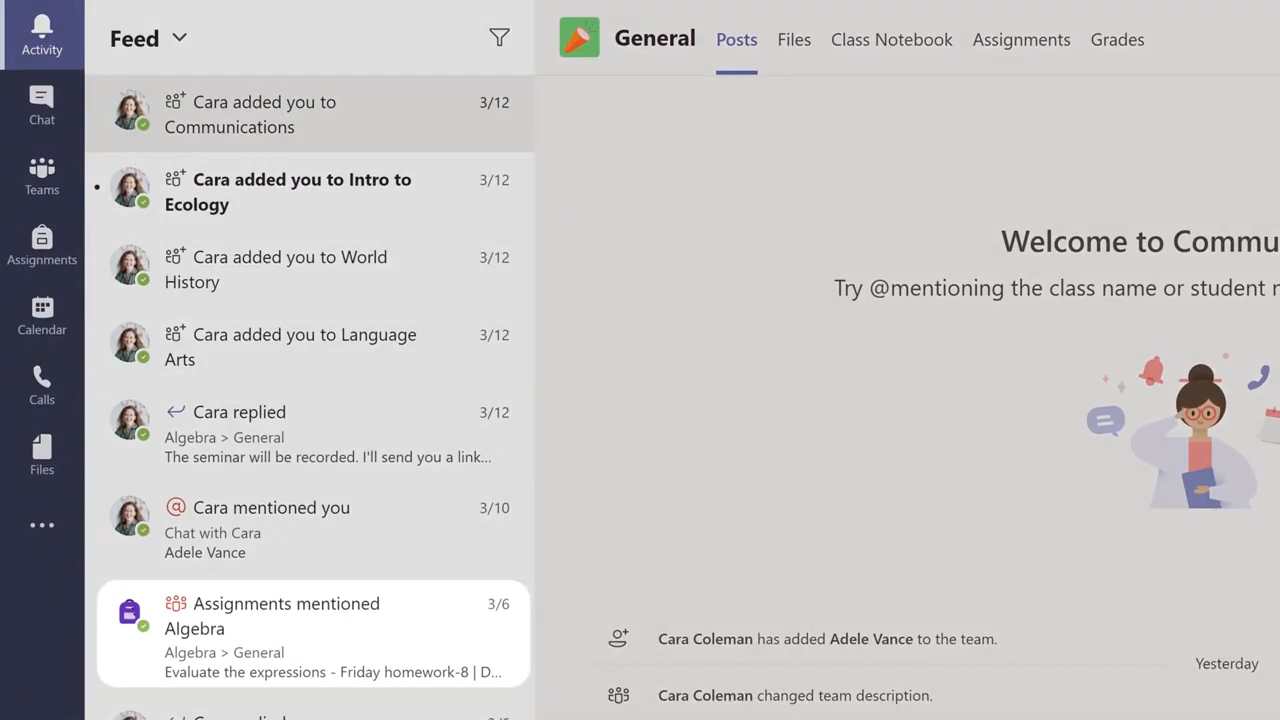 Activity
Chat
Teams
Assignments
Calendar
Calls
Files
Feed
Cara added you to 3/12
Communications
Cara added you to Intro to 3/12
Ecology
Cara added you to World 3/12
History
Cara added you to Language 3/12
Arts
Cara replied 3/12
Algebra > General
The seminar will be recorded. I'll send you a link...
Cara mentioned you 3/10
Chat with Cara
Adele Vance
Assignments mentioned 3/6
Algebra
Algebra > General
Evaluate the expressions - Friday homework-8 | D...
General Posts Files Class Notebook Assignments Grades
Welcome to Commu
Try @mentioning the class name or student
Cara Coleman has added Adele Vance to the team.
Yesterday
Cara Coleman changed team description.